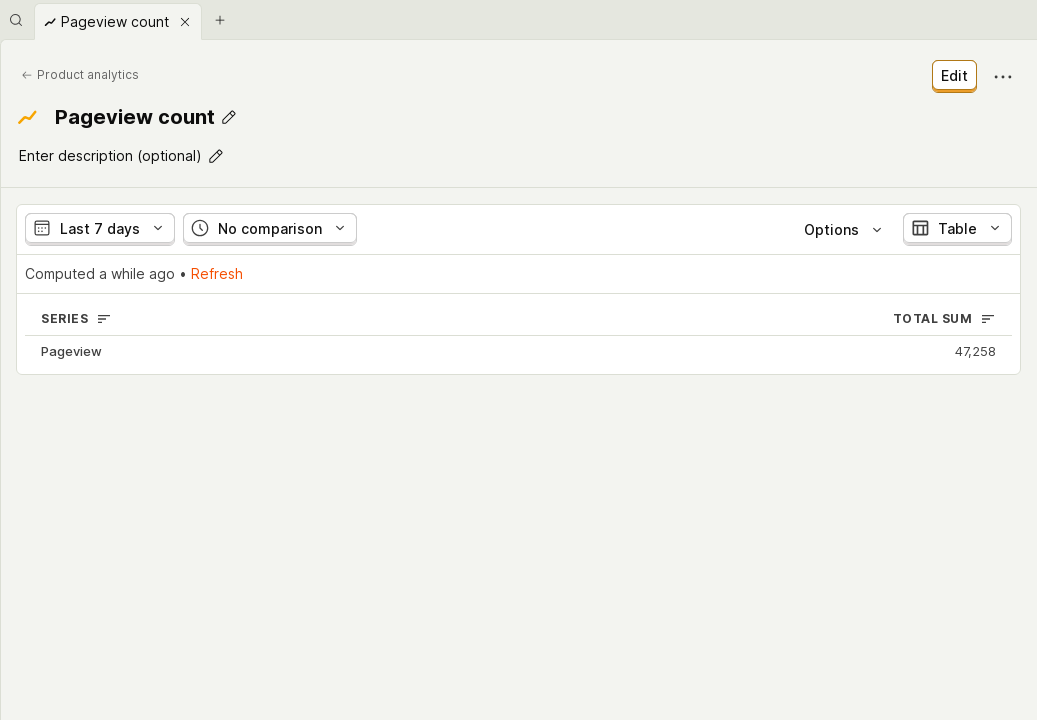 Pageview count
Product analytics
Edit
Pageview count
Enter description (optional)
Last 7 days
No comparison
Options
Table
Computed a while ago • Refresh
SERIES
TOTAL SUM
Pageview
47,258